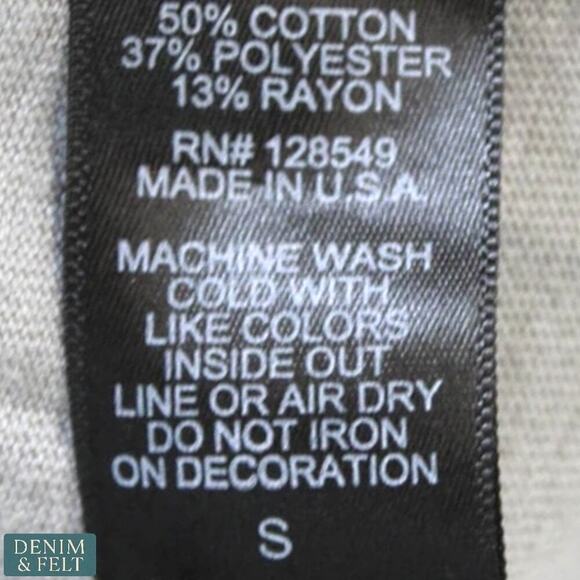 50% COTTON
37% POLYESTER
13% RAYON
RN# 128549
MADE IN U.S.A.
MACHINE WASH
COLD WITH
LIKE COLORS
INSIDE OUT
LINE OR AIR DRY
DO NOT IRON
ON DECORATION
S
DENIM
& FELT